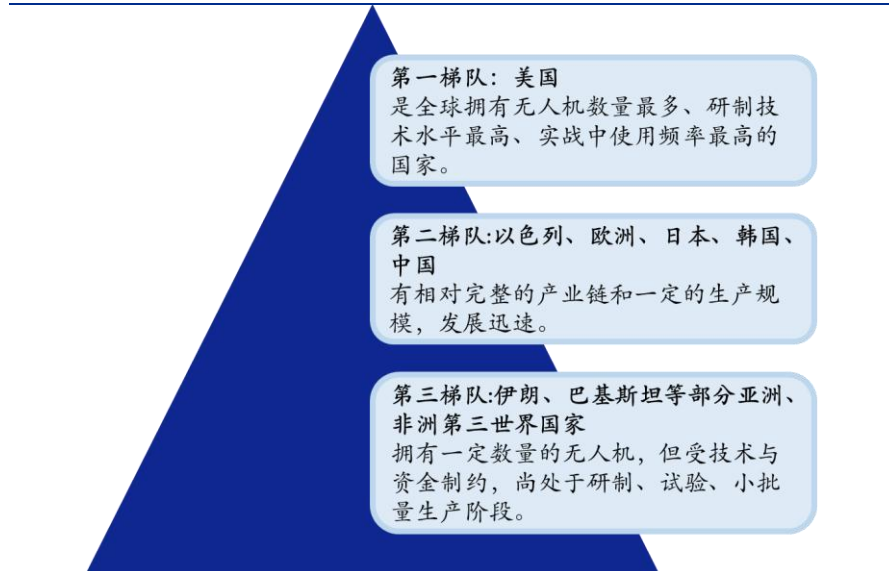 第一梯队：美国
是全球拥有无人机数量最多、研制技
术水平最高、实战中使用频率最高的
国家。
第二梯队:以色列、欧洲、日本、韩国、
中国
有相对完整的产业链和一定的生产规
模，发展迅速。
第三梯队:伊朗、巴基斯坦等部分亚洲、
非洲第三世界国家
拥有一定数量的无人机，但受技术与
资金制约，尚处于研制、试验、小批
量生产阶段。